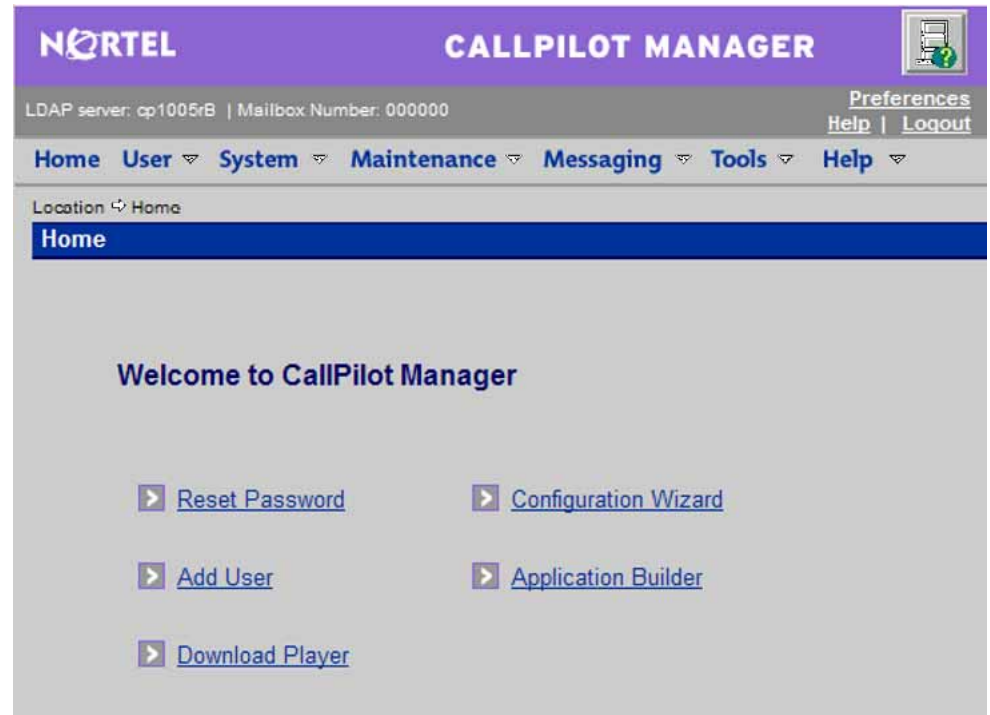 NORTEL CALLPILOT MANAGER
LDAP server: cp1005rB | Mailbox Number: 000000
Preferences
Help | Logout
Home User System Maintenance Messaging Tools Help
Location Home
Home
Welcome to CallPilot Manager
Reset Password Configuration Wizard
Add User Application Builder
Download Player